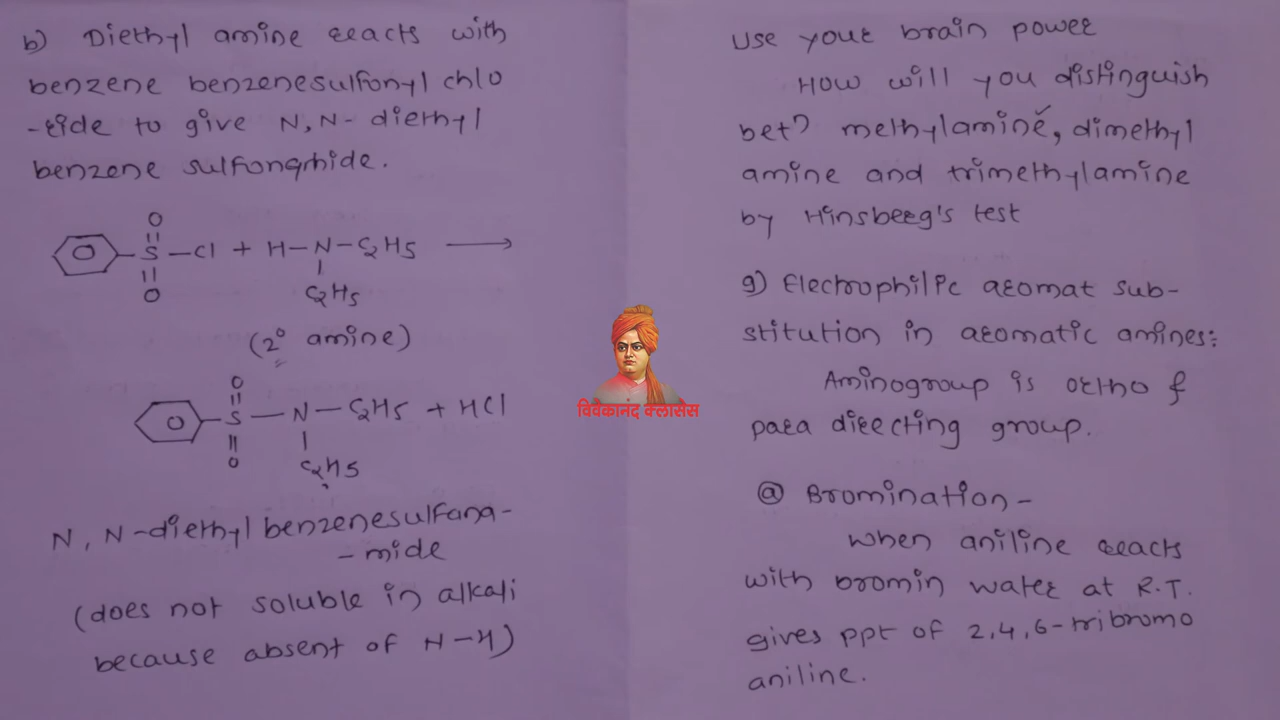 b) Diethyl amine reacts with
benzene benzenesulfonyl chlo
-ride to give N,N-diethyl
benzene sulfonamide.
O
S - Cl + H - N - C2H5 →
O C2H5
(2° amine)
O
S - N - C2H5 + HCl
O C2H5
N, N-diethyl benzenesulfana-
- mide
(does not soluble in alkali
because absent of N-H)
विवेकानंद क्लासेस
Use your brain power
How will you distinguish
betn methylamine, dimethyl
amine and trimethylamine
by Hinsberg's test
g) Electrophilic aromat sub-
stitution in aromatic amines:
Aminogroup is ortho &
para directing group.
a Bromination -
when aniline reacts
with bromin water at R.T.
gives ppt of 2,4,6-tribromo
aniline.